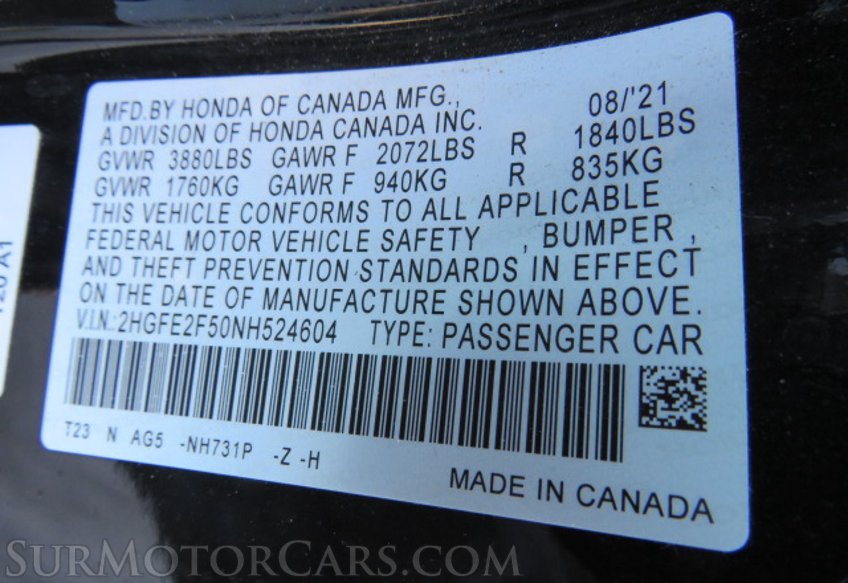 MFD.BY HONDA OF CANADA MFG., 08/'21
A DIVISION OF HONDA CANADA INC.
GVWR 3880LBS GAWR F 2072LBS R 1840LBS
GVWR 1760KG GAWR F 940KG R 835KG
THIS VEHICLE CONFORMS TO ALL APPLICABLE
FEDERAL MOTOR VEHICLE SAFETY , BUMPER ,
AND THEFT PREVENTION STANDARDS IN EFFECT
ON THE DATE OF MANUFACTURE SHOWN ABOVE.
V.I.N.:2HGFE2F50NH524604 TYPE: PASSENGER CAR
T23 N AG5 -NH731P -Z -H
MADE IN CANADA
SURMOTORCARS.COM